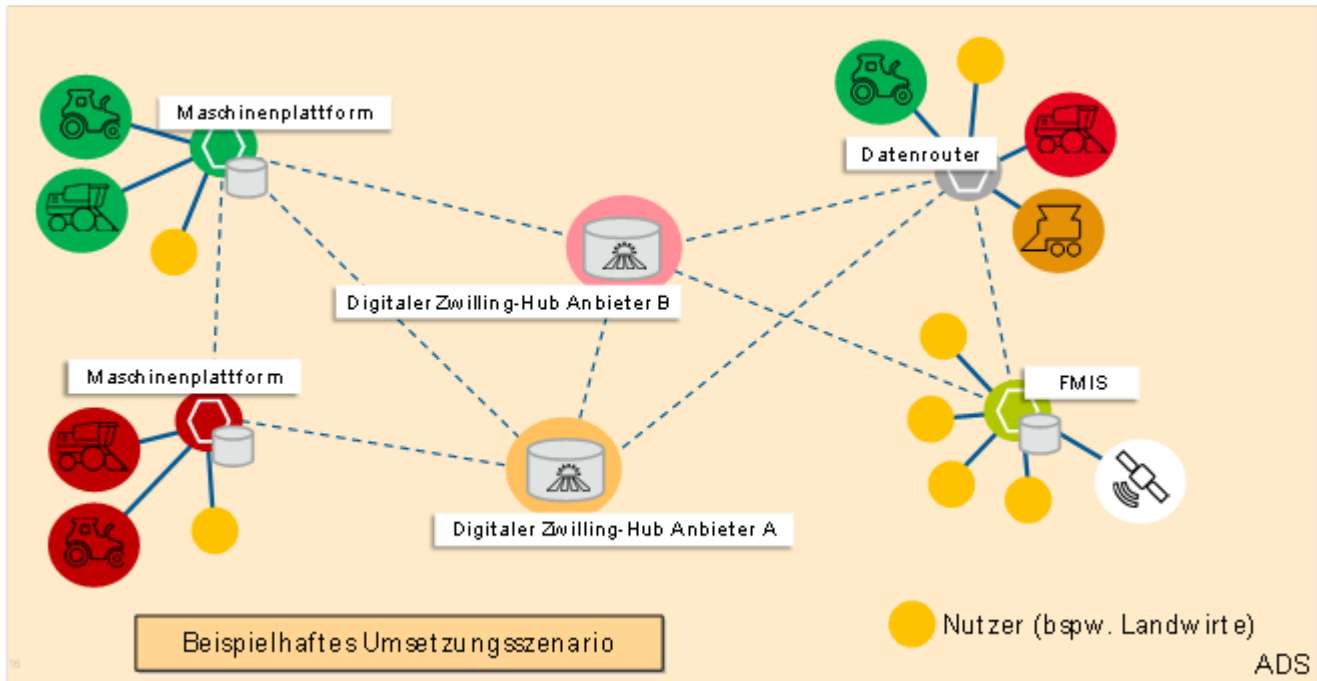 Maschinenplattform
Datenrouter
Digitaler Zwilling-Hub Anbieter B
Maschinenplattform
FMIS
Digitaler Zwilling-Hub Anbieter A
Beispielhaftes Umsetzungsszenario
Nutzer (bspw. Landwirte)
ADS